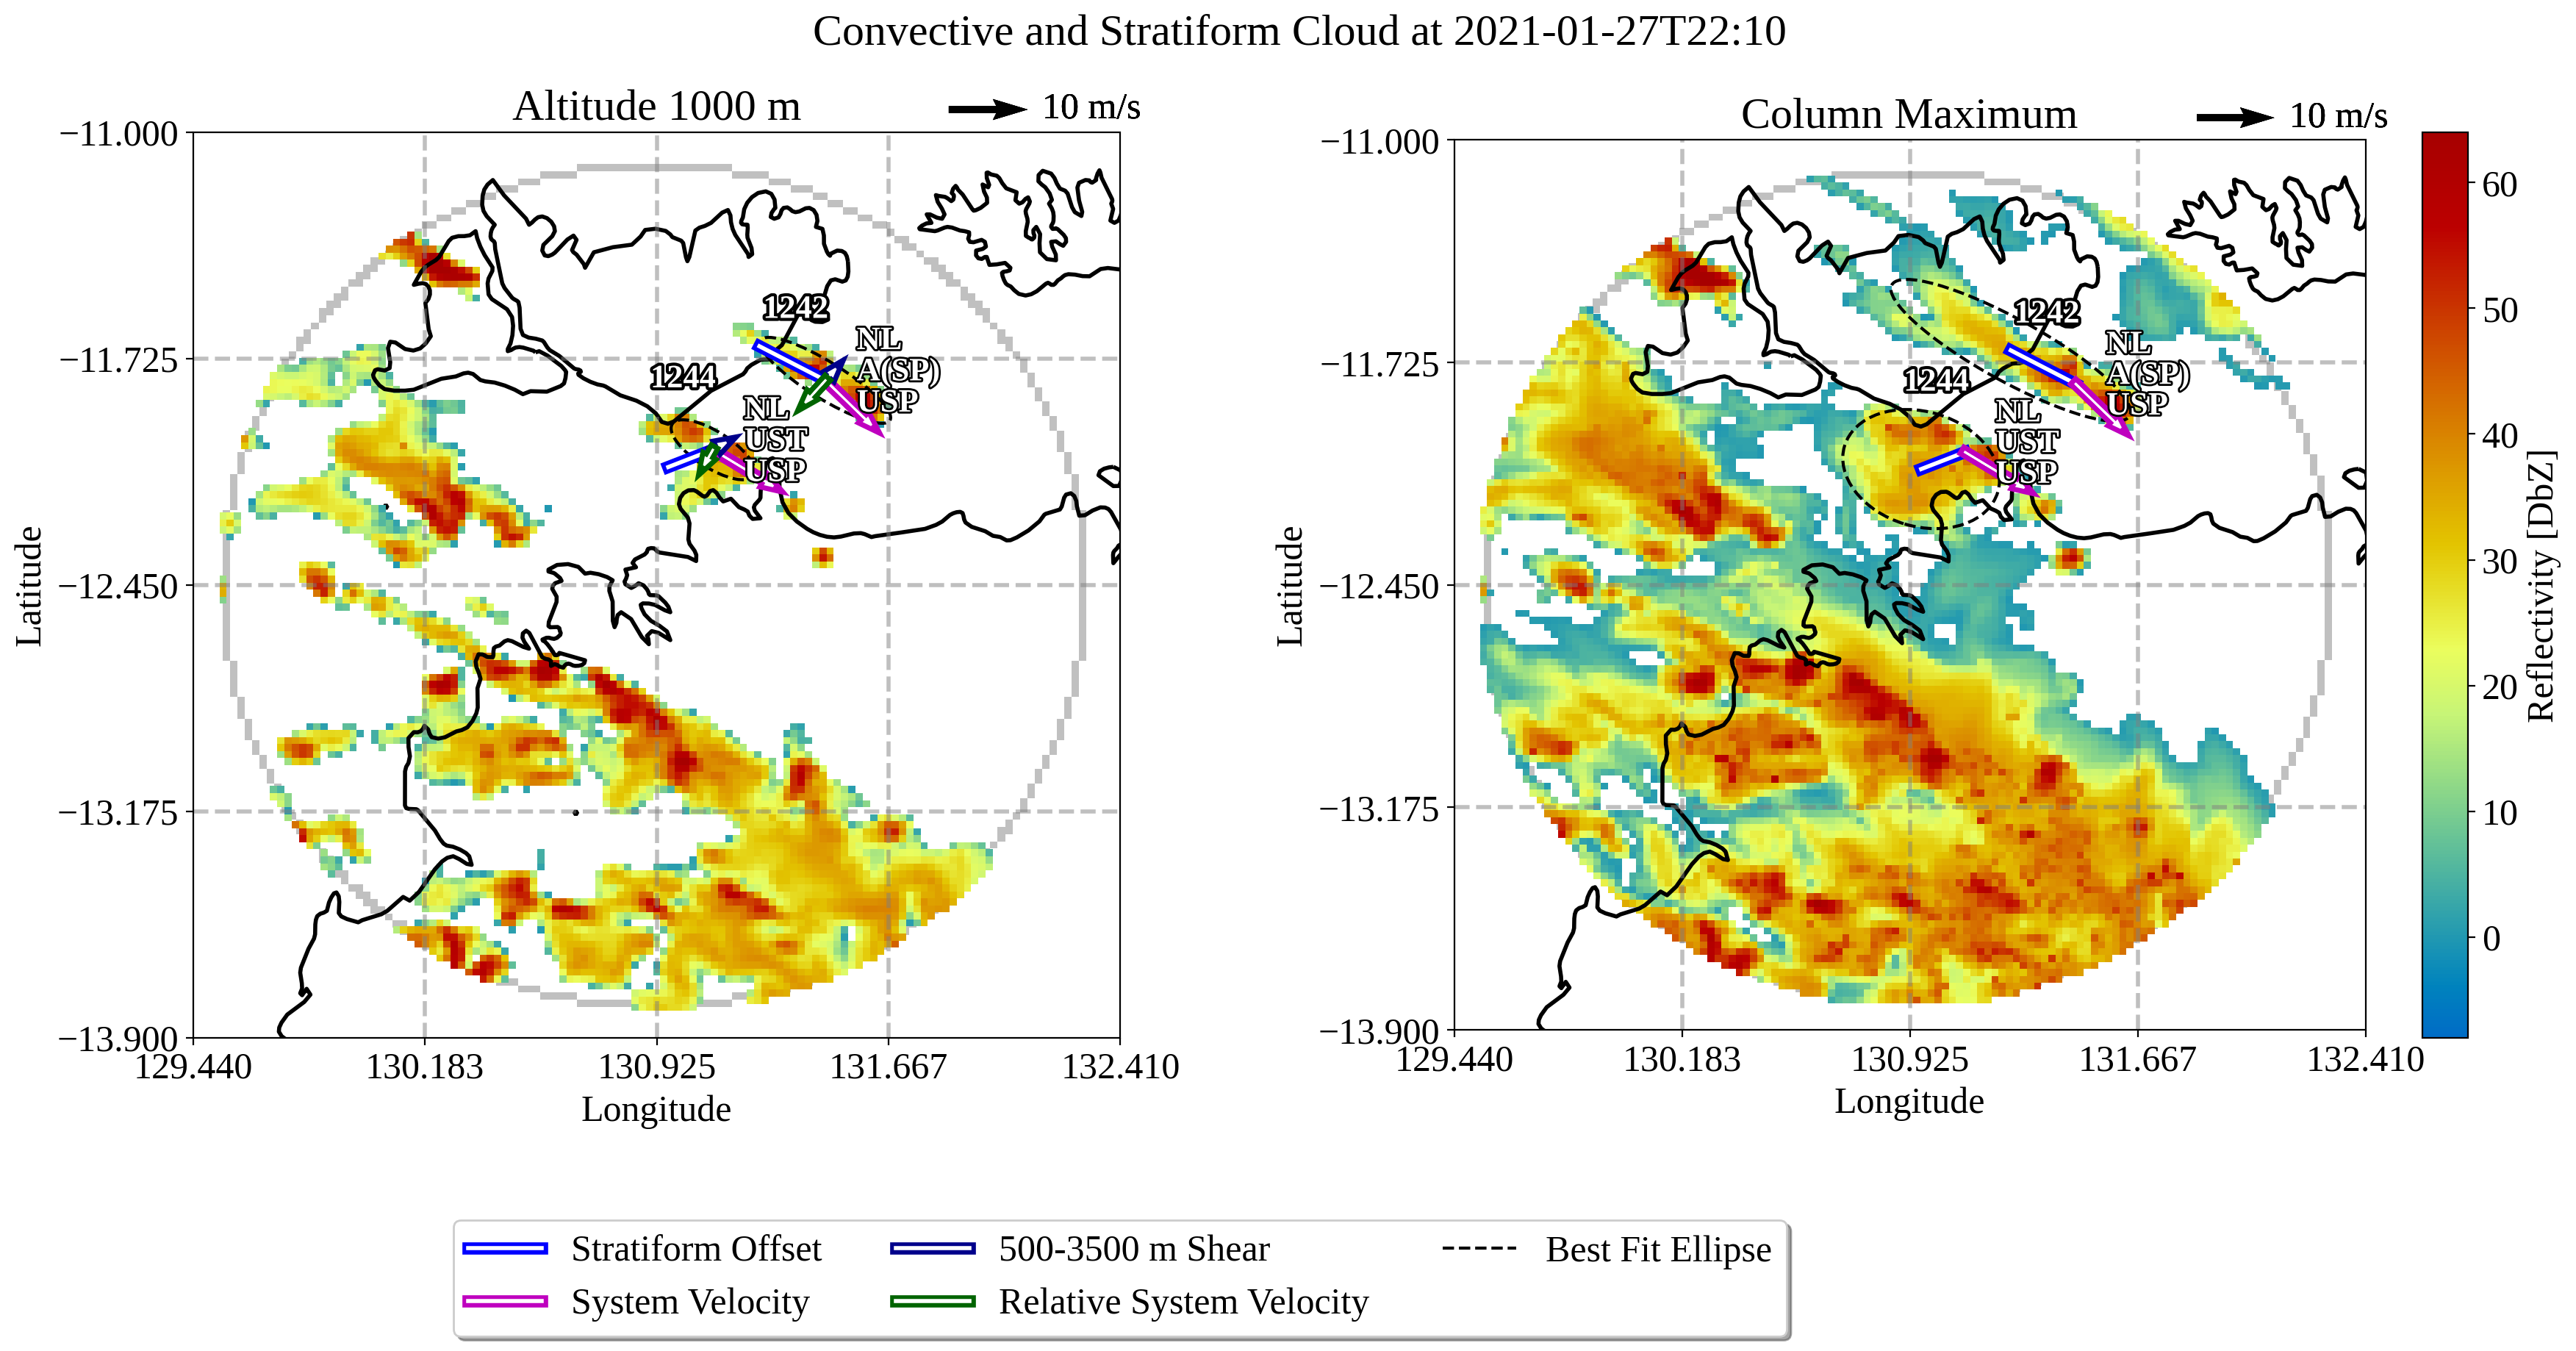 Convective and Stratiform Cloud at 2021-01-27T22:10
Altitude 1000 m
10 m/s
−11.000
−11.725
−12.450
−13.175
−13.900
Latitude
129.440
130.183
130.925
131.667
132.410
Longitude
1242
NL
A(SP)
USP
1244
NL
UST
USP
Column Maximum
10 m/s
−11.000
−11.725
−12.450
−13.175
−13.900
Latitude
129.440
130.183
130.925
131.667
132.410
Longitude
1242
NL
A(SP)
USP
1244
NL
UST
USP
60
50
40
30
20
10
0
Reflectivity [DbZ]
Stratiform Offset
System Velocity
500-3500 m Shear
Relative System Velocity
Best Fit Ellipse